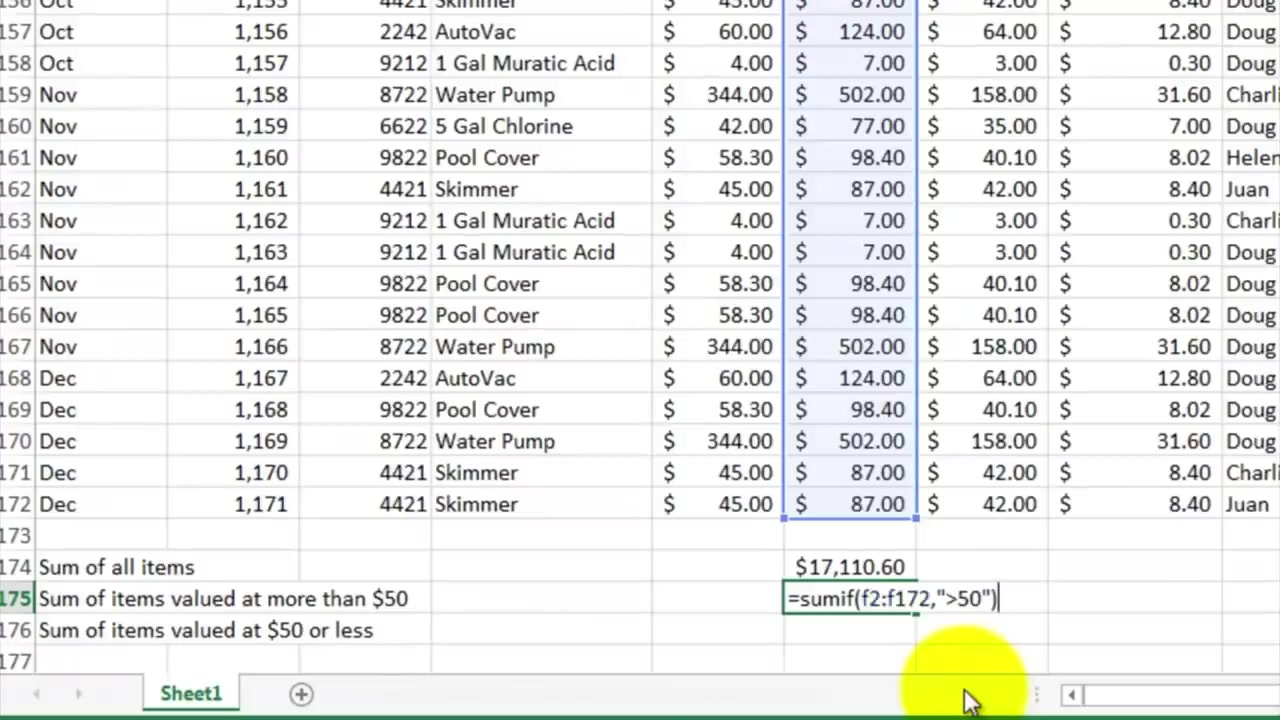 156 Oct 1,155 4421 Skimmer $ 45.00 $ 87.00 $ 42.00 $ 8.40 Doug
157 Oct 1,156 2242 AutoVac $ 60.00 $ 124.00 $ 64.00 $ 12.80 Doug
158 Oct 1,157 9212 1 Gal Muratic Acid $ 4.00 $ 7.00 $ 3.00 $ 0.30 Doug
159 Nov 1,158 8722 Water Pump $ 344.00 $ 502.00 $ 158.00 $ 31.60 Charli
160 Nov 1,159 6622 5 Gal Chlorine $ 42.00 $ 77.00 $ 35.00 $ 7.00 Doug
161 Nov 1,160 9822 Pool Cover $ 58.30 $ 98.40 $ 40.10 $ 8.02 Helen
162 Nov 1,161 4421 Skimmer $ 45.00 $ 87.00 $ 42.00 $ 8.40 Juan
163 Nov 1,162 9212 1 Gal Muratic Acid $ 4.00 $ 7.00 $ 3.00 $ 0.30 Charli
164 Nov 1,163 9212 1 Gal Muratic Acid $ 4.00 $ 7.00 $ 3.00 $ 0.30 Doug
165 Nov 1,164 9822 Pool Cover $ 58.30 $ 98.40 $ 40.10 $ 8.02 Doug
166 Nov 1,165 9822 Pool Cover $ 58.30 $ 98.40 $ 40.10 $ 8.02 Doug
167 Nov 1,166 8722 Water Pump $ 344.00 $ 502.00 $ 158.00 $ 31.60 Doug
168 Dec 1,167 2242 AutoVac $ 60.00 $ 124.00 $ 64.00 $ 12.80 Doug
169 Dec 1,168 9822 Pool Cover $ 58.30 $ 98.40 $ 40.10 $ 8.02 Doug
170 Dec 1,169 8722 Water Pump $ 344.00 $ 502.00 $ 158.00 $ 31.60 Doug
171 Dec 1,170 4421 Skimmer $ 45.00 $ 87.00 $ 42.00 $ 8.40 Charli
172 Dec 1,171 4421 Skimmer $ 45.00 $ 87.00 $ 42.00 $ 8.40 Juan
173
174 Sum of all items $17,110.60
175 Sum of items valued at more than $50 =sumif(f2:f172,">50")
176 Sum of items valued at $50 or less
177
Sheet1